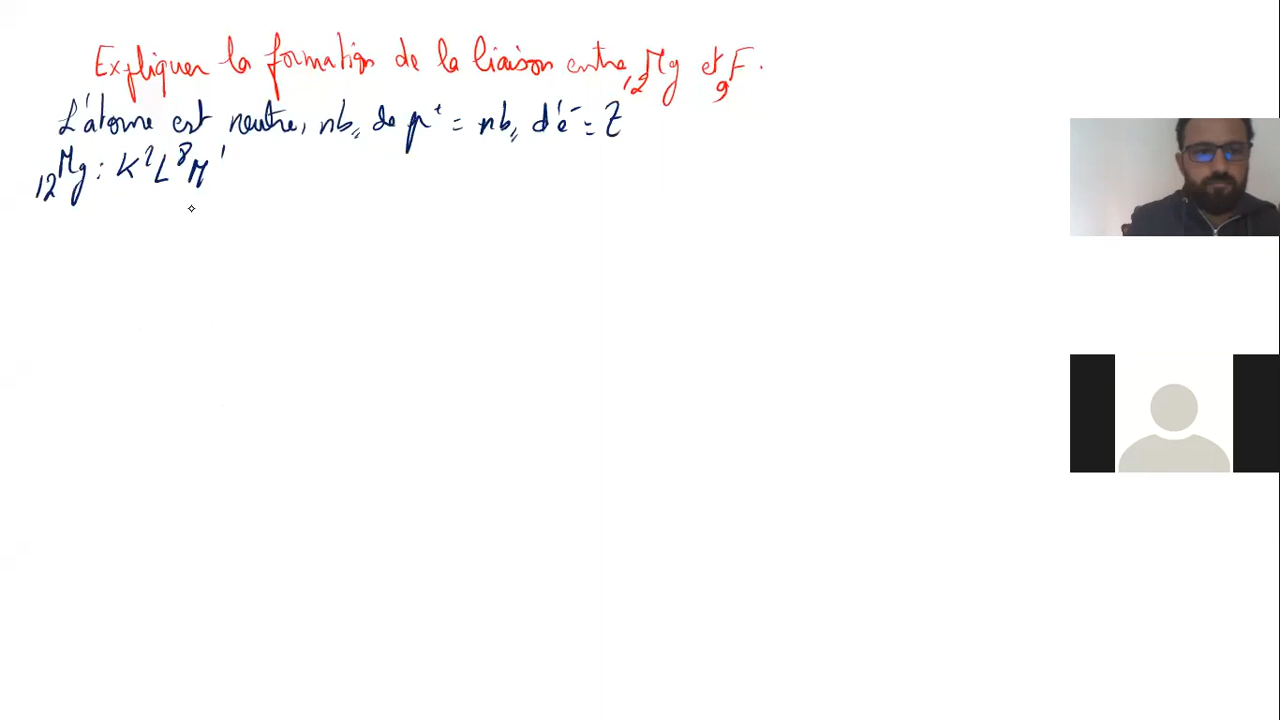 Expliquer la formation de la liaison entre ₁₂Mg et ₉F.
L'atome est neutre, nb, de p⁺ = nb, d'é⁻ = Z
₁₂Mg : K² L⁸ M¹